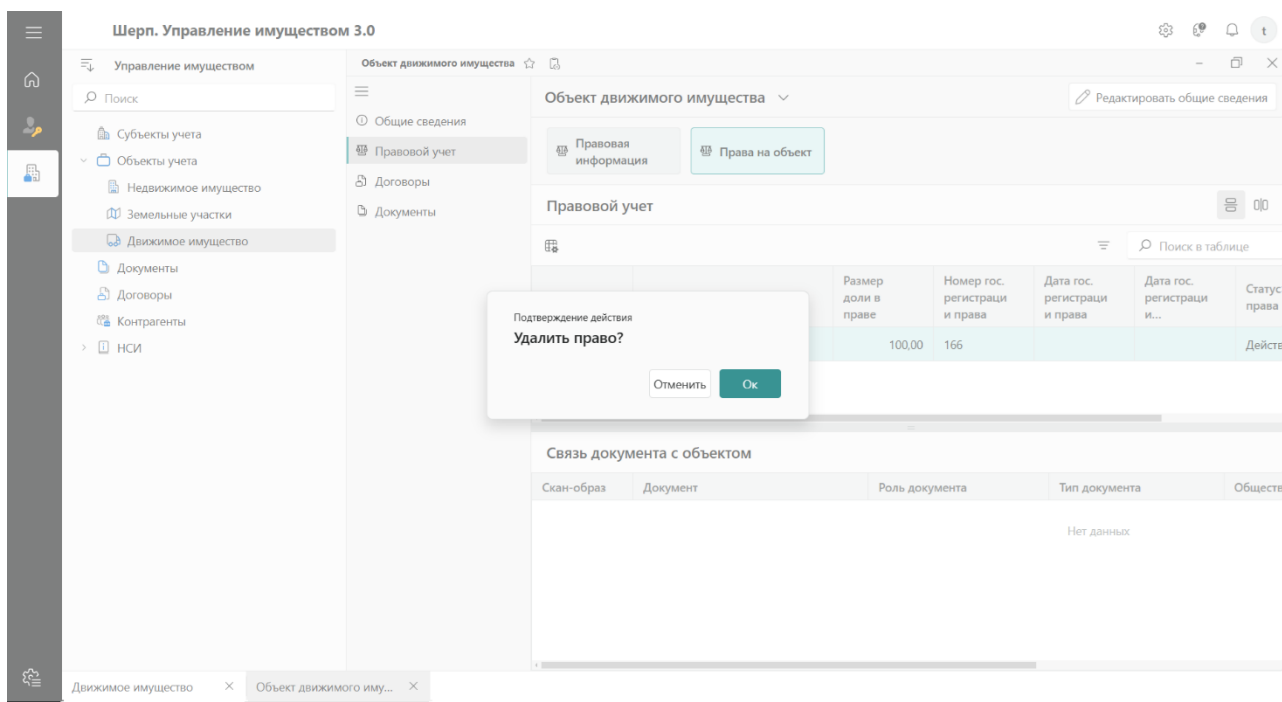 Шерп. Управление имуществом 3.0
t
Управление имуществом
Поиск
Субъекты учета
Объекты учета
Недвижимое имущество
Земельные участки
Движимое имущество
Документы
Договоры
Контрагенты
НСИ
Объект движимого имущества
Общие сведения
Правовой учет
Договоры
Документы
Объект движимого имущества
Редактировать общие сведения
Правовая
информация
Права на объект
Правовой учет
Поиск в таблице
Размер
доли в
праве
Номер гос.
регистраци
и права
Дата гос.
регистраци
и права
Дата гос.
регистраци
и...
Статус
права
100,00
166
Действ
Подтверждение действия
Удалить право?
Отменить
Ок
Связь документа с объектом
Скан-образ
Документ
Роль документа
Тип документа
Обществ
Нет данных
Движимое имущество
Объект движимого иму...